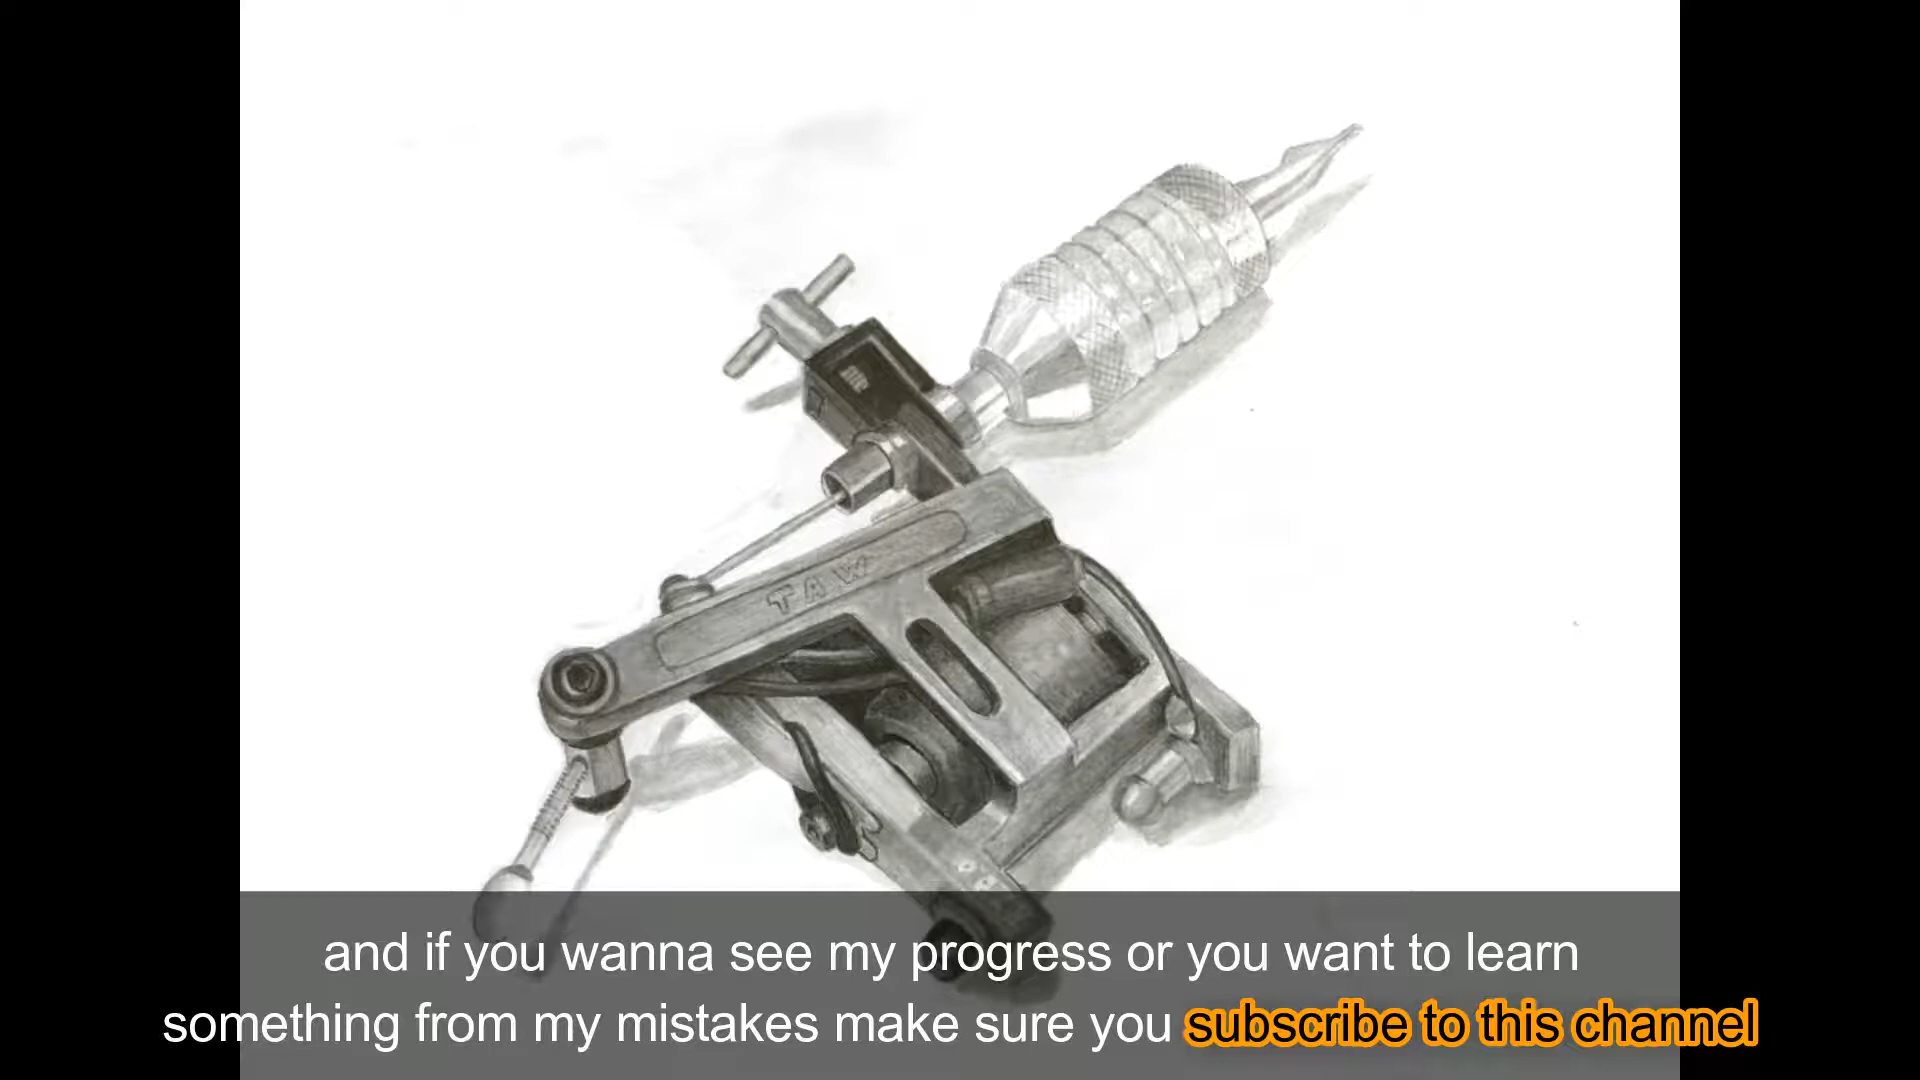 TAW
and if you wanna see my progress or you want to learn
something from my mistakes make sure you subscribe to this channel